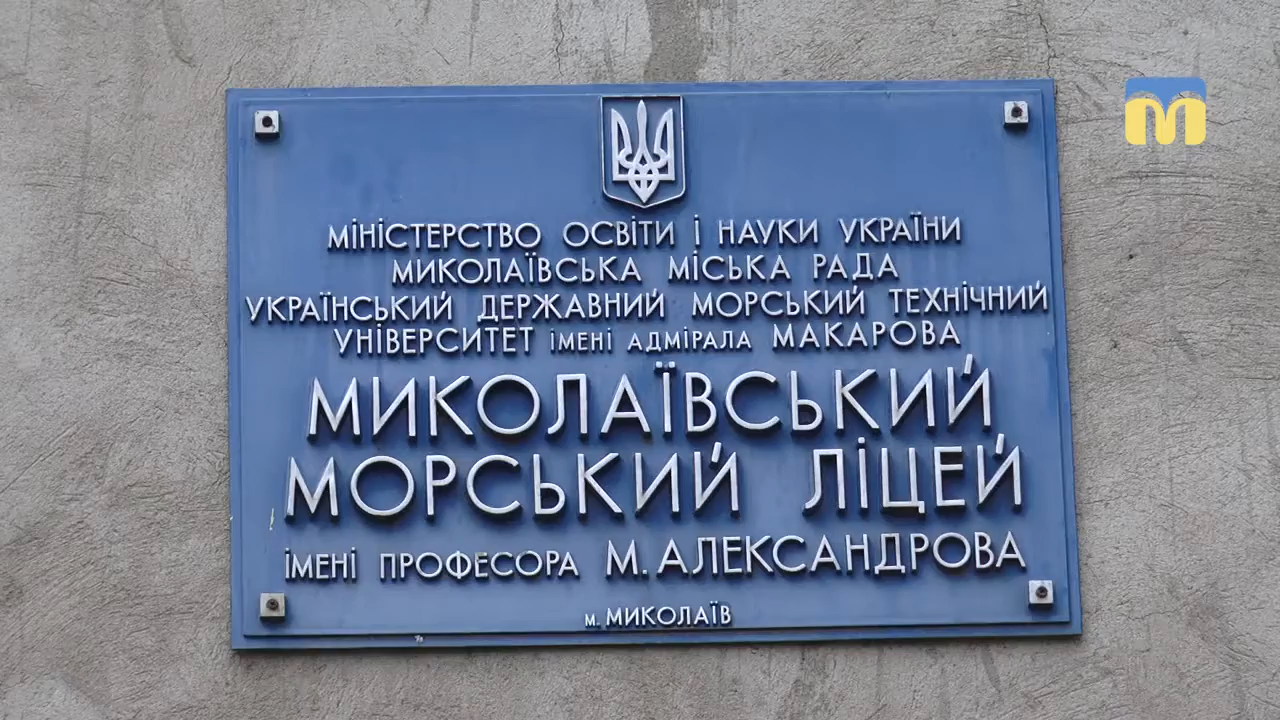 МІНІСТЕРСТВО ОСВІТИ І НАУКИ УКРАЇНИ
МИКОЛАЇВСЬКА МІСЬКА РАДА
УКРАЇНСЬКИЙ ДЕРЖАВНИЙ МОРСЬКИЙ ТЕХНІЧНИЙ
УНІВЕРСИТЕТ ІМЕНІ АДМІРАЛА МАКАРОВА
МИКОЛАЇВСЬКИЙ
МОРСЬКИЙ ЛІЦЕЙ
ІМЕНІ ПРОФЕСОРА М. АЛЕКСАНДРОВА
м. МИКОЛАЇВ
m